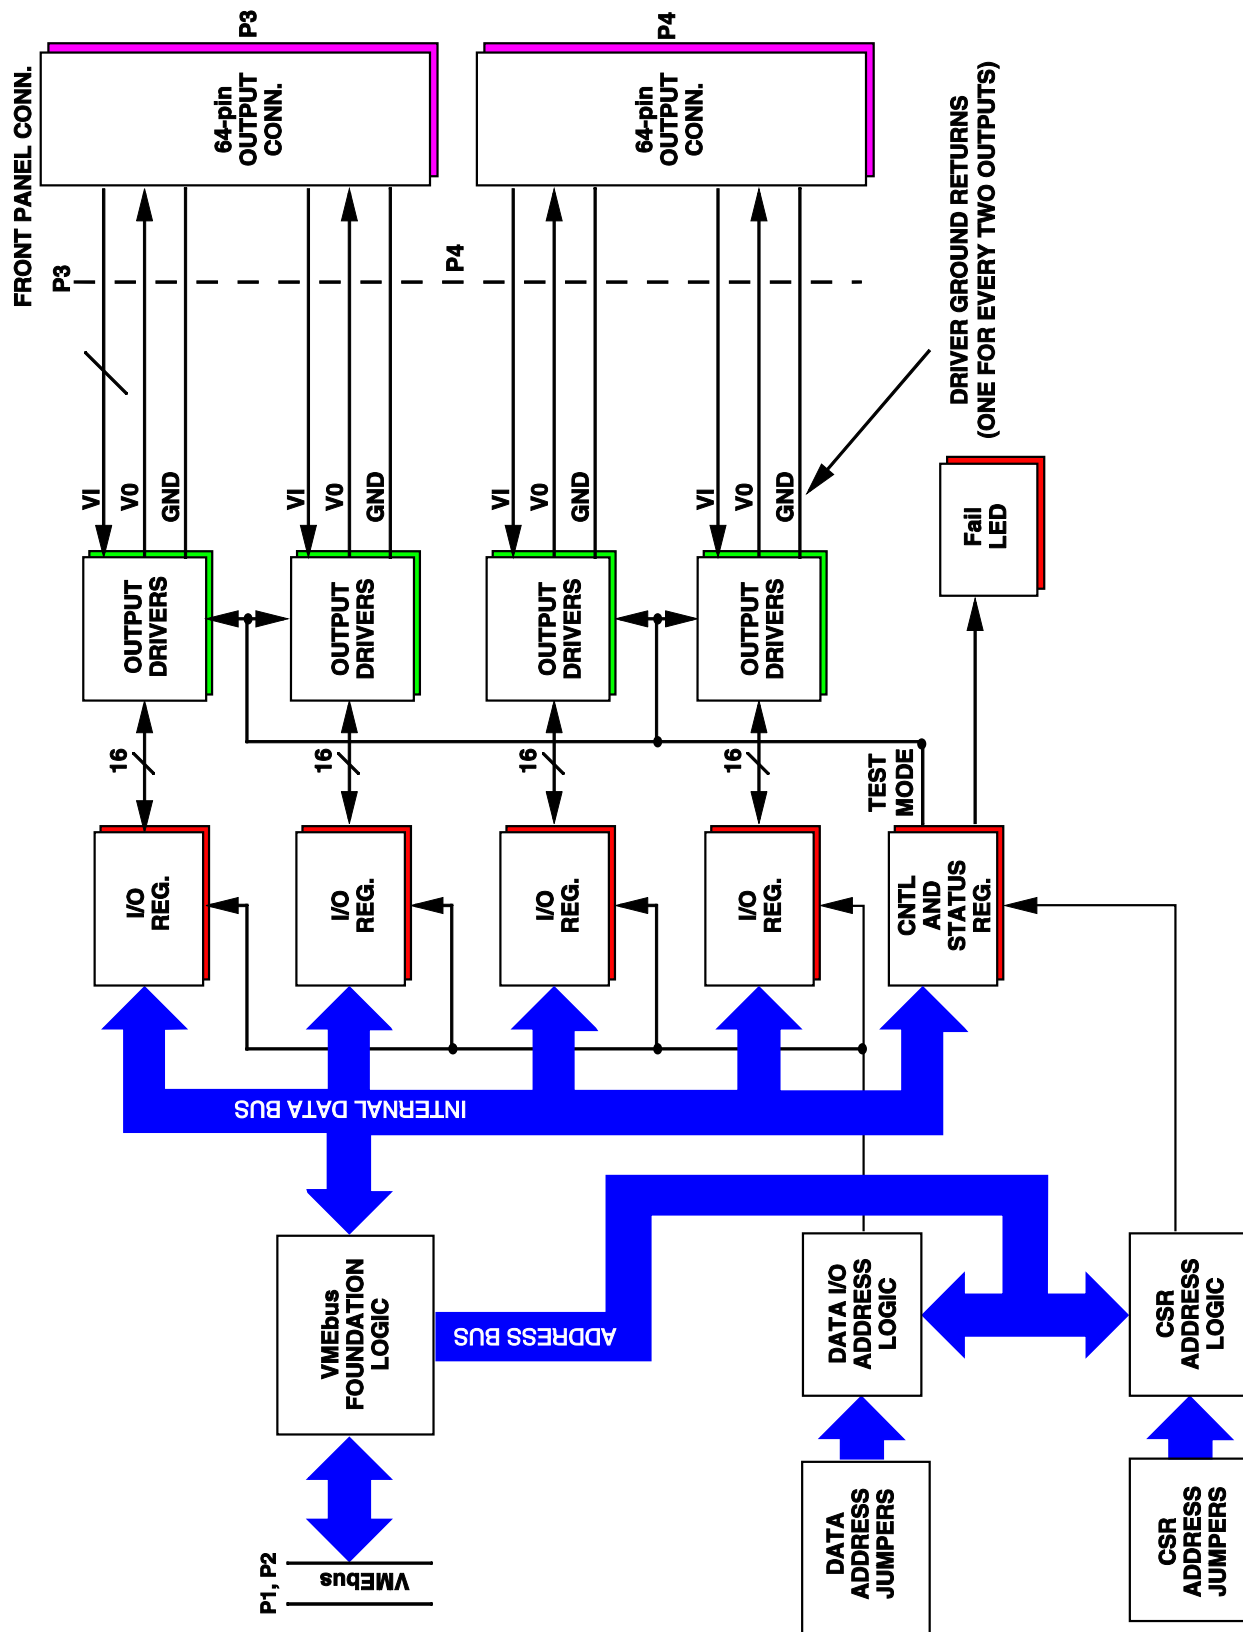 FRONT PANEL CONN.
P3
64-pin
OUTPUT
CONN.
P3
P4
64-pin
OUTPUT
CONN.
P4
VI
V0
GND
VI
V0
GND
VI
V0
GND
VI
V0
GND
DRIVER GROUND RETURNS
(ONE FOR EVERY TWO OUTPUTS)
OUTPUT
DRIVERS
OUTPUT
DRIVERS
OUTPUT
DRIVERS
OUTPUT
DRIVERS
Fail
LED
16
16
16
16
TEST
MODE
I/O
REG.
I/O
REG.
I/O
REG.
I/O
REG.
CNTL
AND
STATUS
REG.
INTERNAL DATA BUS
VMEbus
FOUNDATION
LOGIC
ADDRESS BUS
DATA I/O
ADDRESS
LOGIC
CSR
ADDRESS
LOGIC
P1, P2
VMEbus
DATA
ADDRESS
JUMPERS
CSR
ADDRESS
JUMPERS